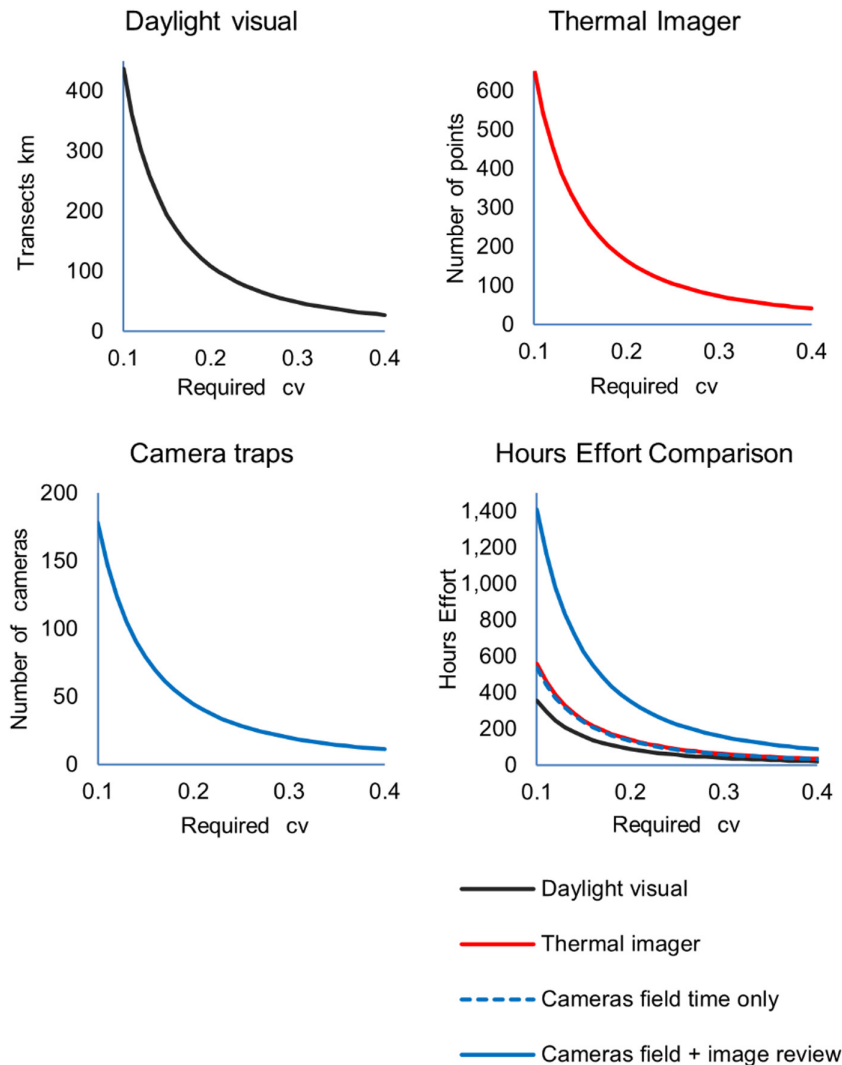 Daylight visual
Transects km
400
300
200
100
0
0.1 0.2 0.3 0.4
Required cv
Thermal Imager
Number of points
600
500
400
300
200
100
0
0.1 0.2 0.3 0.4
Required cv
Camera traps
Number of cameras
200
150
100
50
0
0.1 0.2 0.3 0.4
Required cv
Hours Effort Comparison
Hours Effort
1,400
1,200
1,000
800
600
400
200
0
0.1 0.2 0.3 0.4
Required cv
Daylight visual
Thermal imager
Cameras field time only
Cameras field + image review